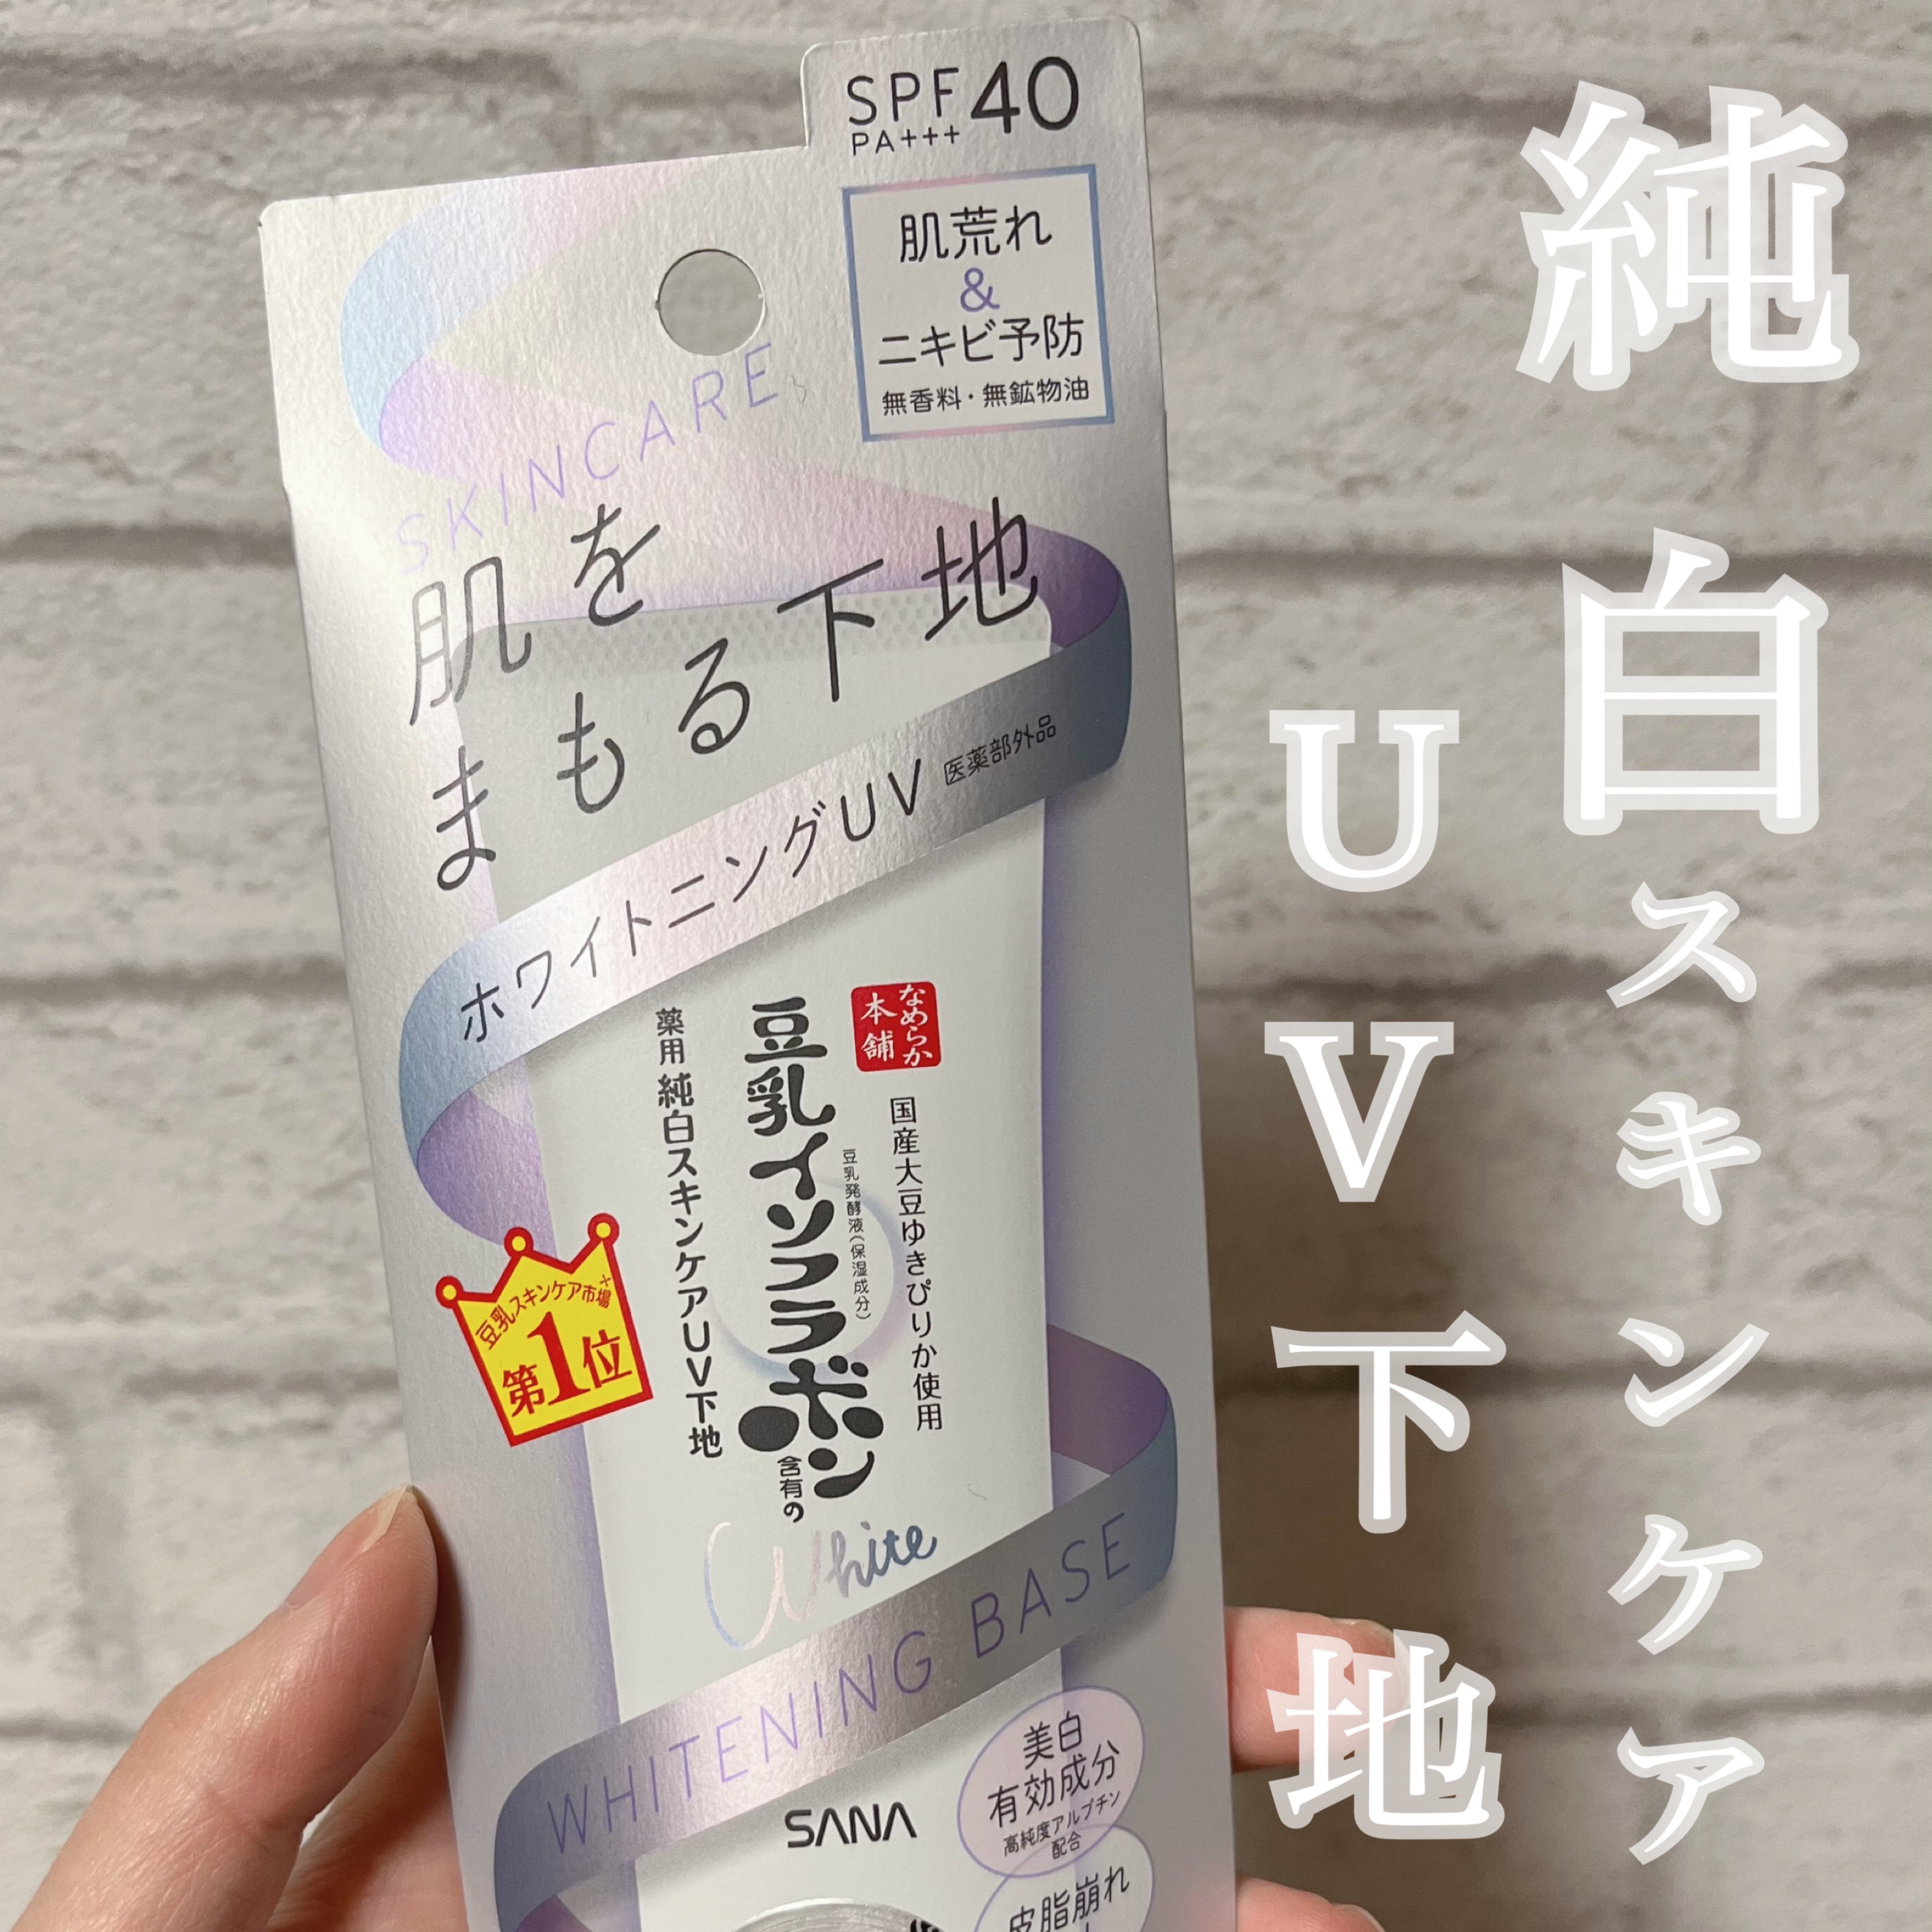 SPF40
PA+++
肌荒れ
&
ニキビ予防
無香料・無鉱物油
SKINCARE
肌を
まもる下地
ホワイトニングUV 医薬部外品
なめらか
本舗
国産大豆ゆきぴりか使用
豆乳発酵液(保湿成分)
豆乳イソフラボン
含有の
薬用 純白スキンケアUV下地
White
豆乳スキンケア市場+
第1位
WHITENING BASE
SANA
美白
有効成分
高純度アルブチン
配合
皮脂崩れ
純白スキンケア
UV下地